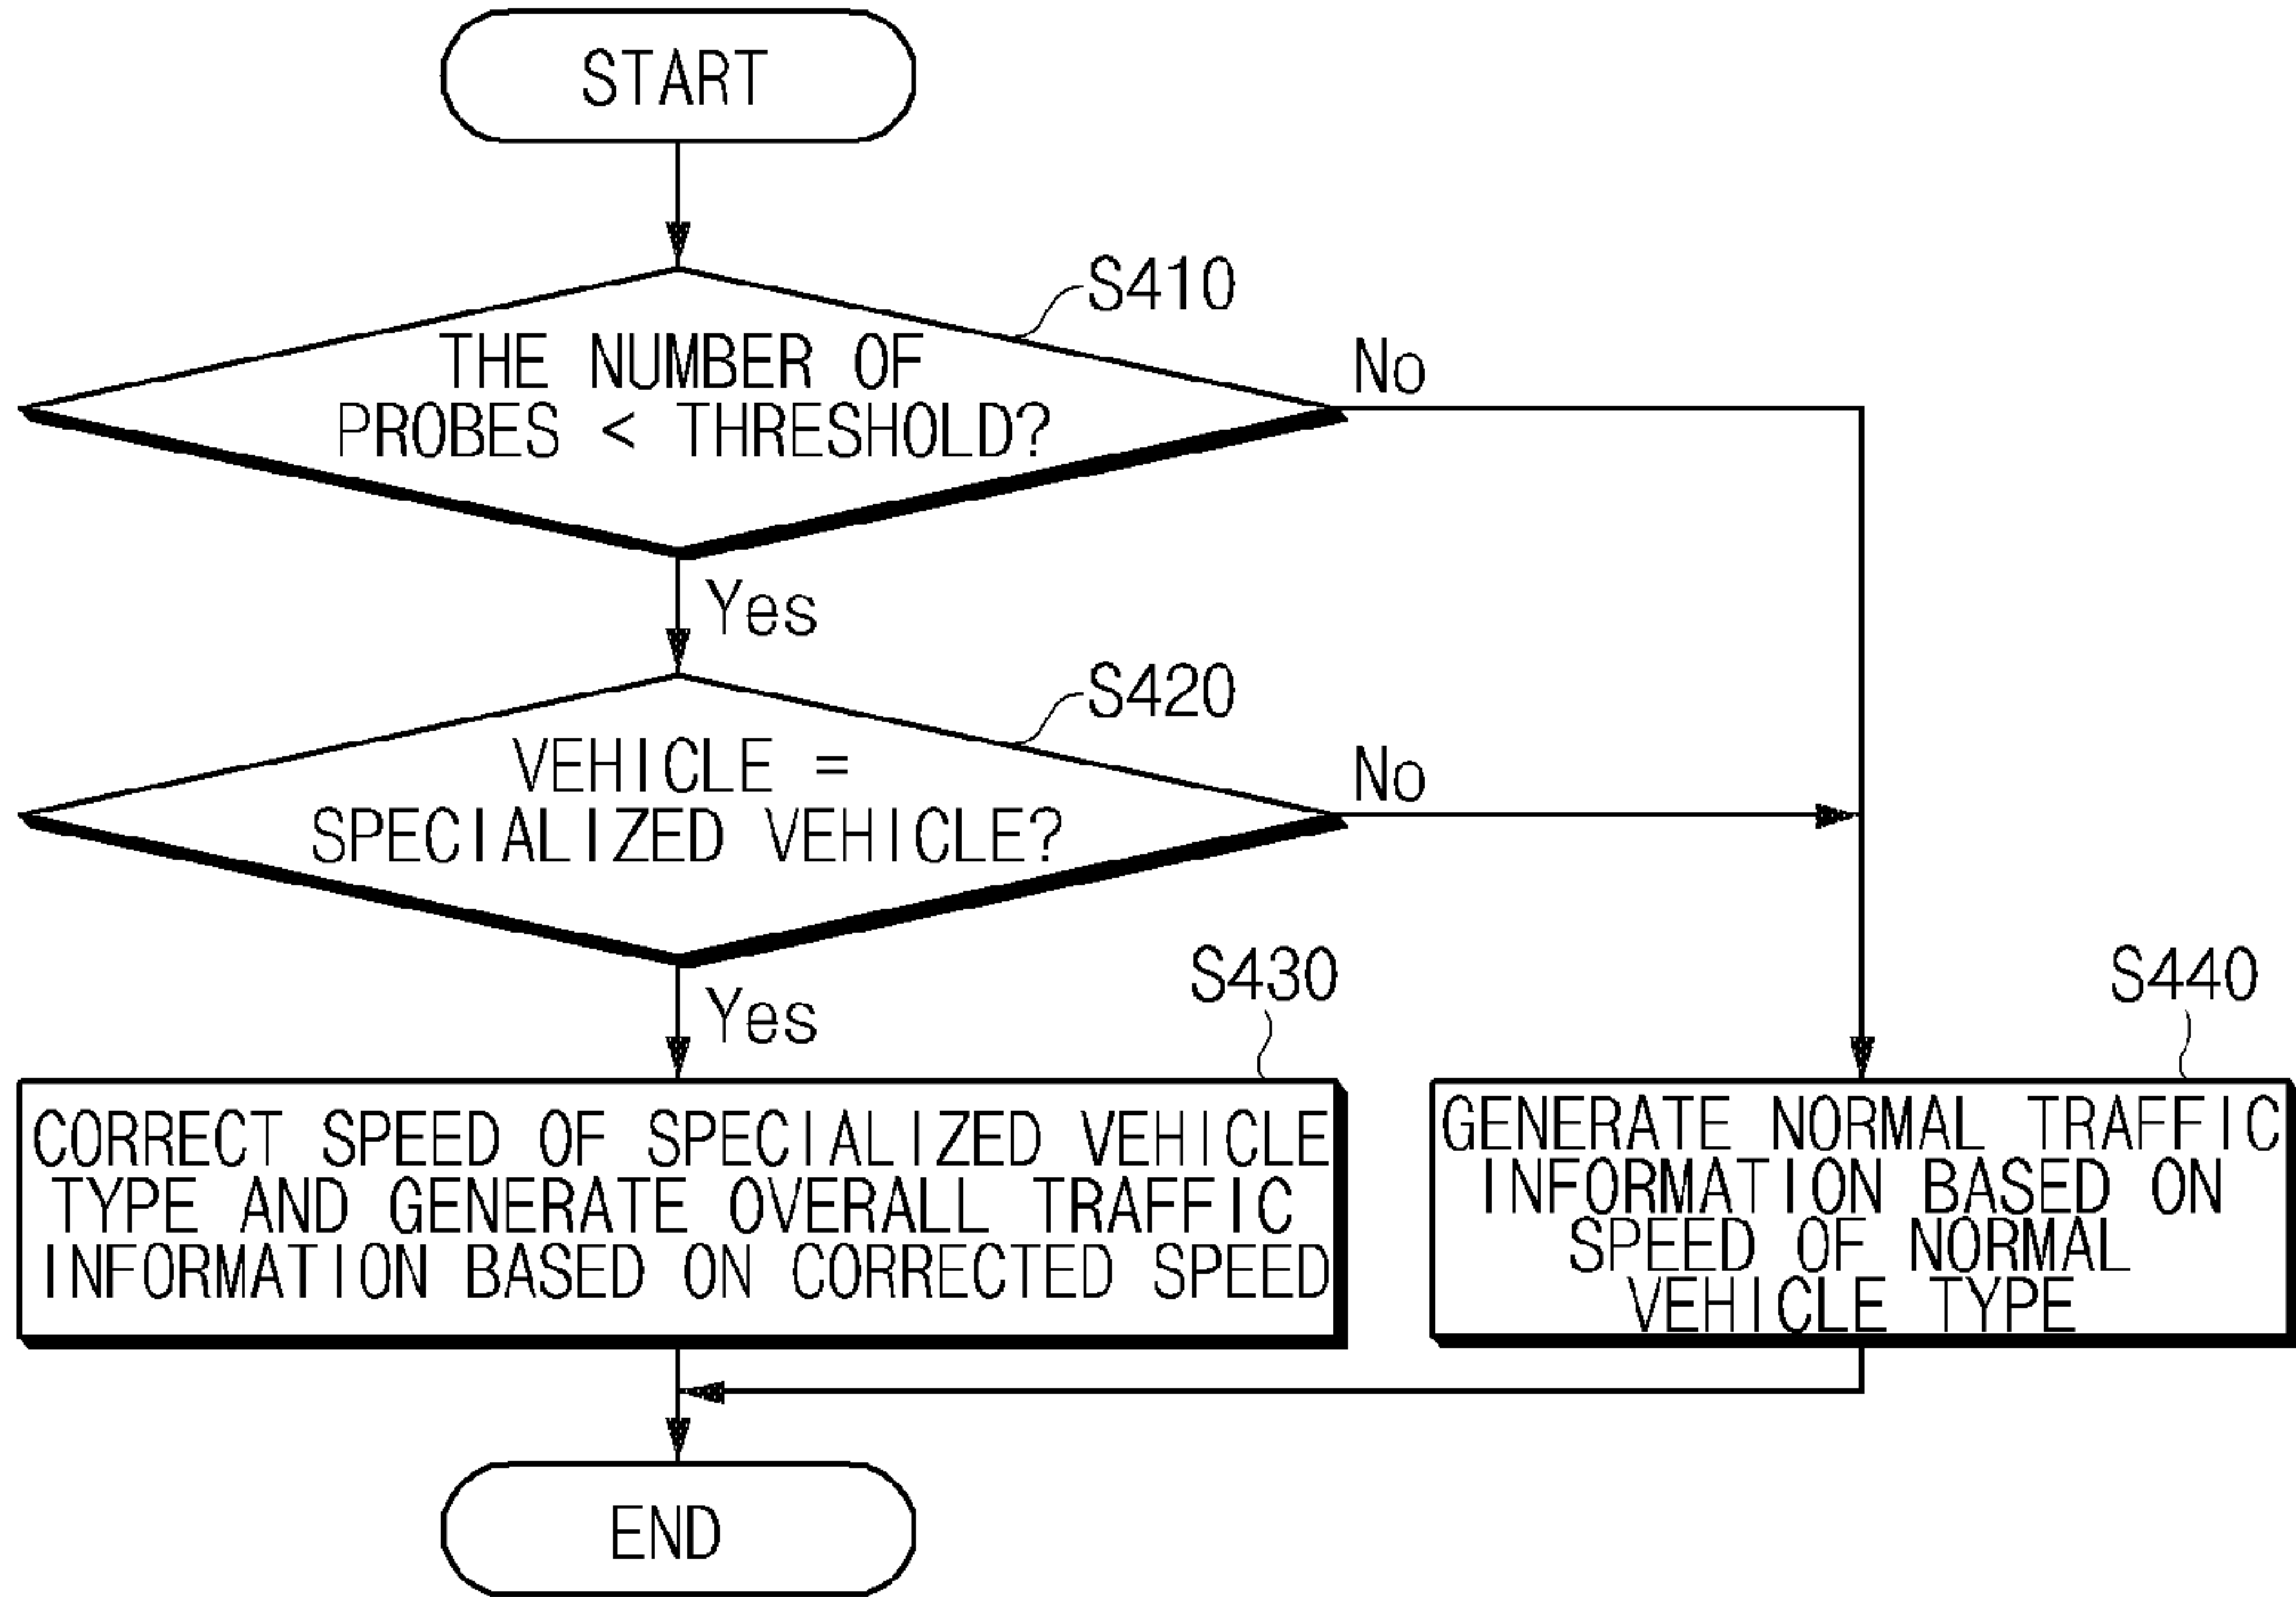 START
S410
THE NUMBER OF
PROBES < THRESHOLD?
No
Yes
S420
VEHICLE =
SPECIALIZED VEHICLE?
No
Yes
S430
CORRECT SPEED OF SPECIALIZED VEHICLE
TYPE AND GENERATE OVERALL TRAFFIC
INFORMATION BASED ON CORRECTED SPEED
S440
GENERATE NORMAL TRAFFIC
INFORMATION BASED ON
SPEED OF NORMAL
VEHICLE TYPE
END